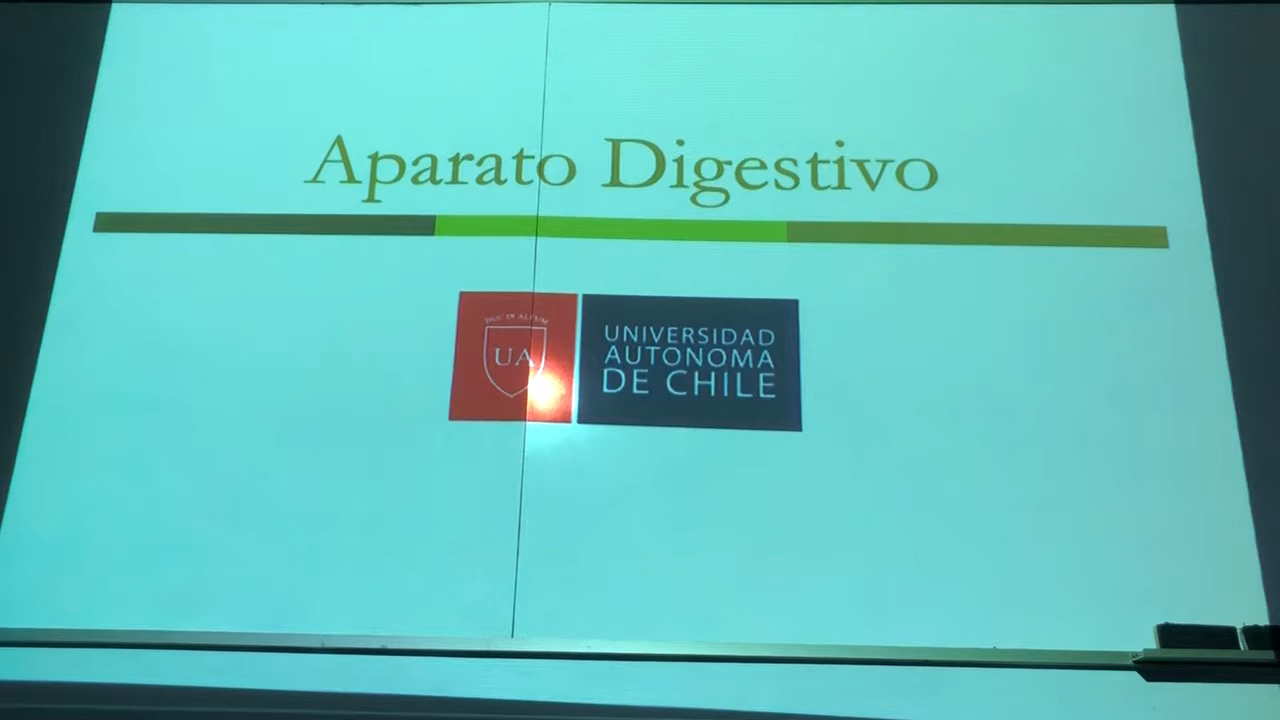 Aparato Digestivo
UA
UNIVERSIDAD
AUTONOMA
DE CHILE